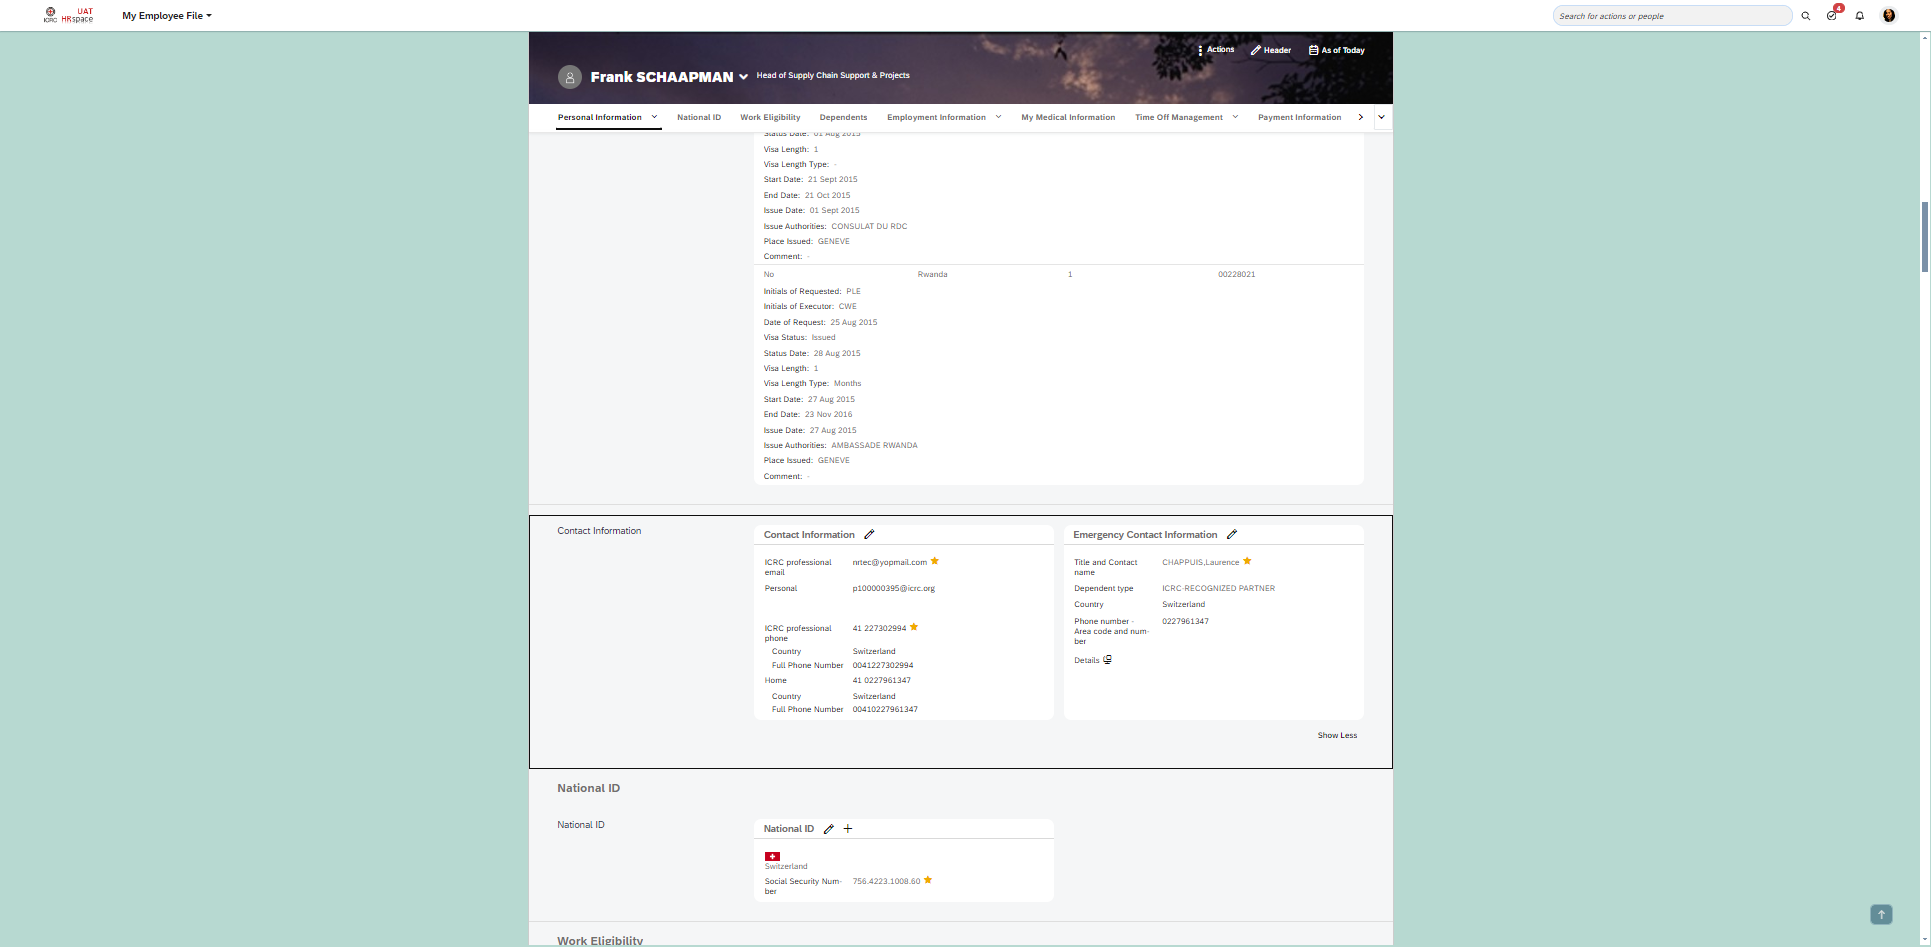 UAT
ICRC HRspace
My Employee File
Search for actions or people
4
Actions
Header
As of Today
Frank SCHAAPMAN
Head of Supply Chain Support & Projects
Personal Information
National ID
Work Eligibility
Dependents
Employment Information
My Medical Information
Time Off Management
Payment Information
Status Date: 01 Aug 2015
Visa Length: 1
Visa Length Type: -
Start Date: 21 Sept 2015
End Date: 21 Oct 2015
Issue Date: 01 Sept 2015
Issue Authorities: CONSULAT DU RDC
Place Issued: GENEVE
Comment: -
No Rwanda 1 00228021
Initials of Requested: PLE
Initials of Executor: CWE
Date of Request: 25 Aug 2015
Visa Status: Issued
Status Date: 28 Aug 2015
Visa Length: 1
Visa Length Type: Months
Start Date: 27 Aug 2015
End Date: 23 Nov 2016
Issue Date: 27 Aug 2015
Issue Authorities: AMBASSADE RWANDA
Place Issued: GENEVE
Comment: -
Contact Information
Contact Information
ICRC professional
email
nrtec@yopmail.com
Personal p100000395@icrc.org
ICRC professional
phone
41 227302994
Country Switzerland
Full Phone Number 0041227302994
Home 41 0227961347
Country Switzerland
Full Phone Number 00410227961347
Emergency Contact Information
Title and Contact
name
CHAPPUIS,Laurence
Dependent type ICRC-RECOGNIZED PARTNER
Country Switzerland
Phone number -
Area code and num-
ber
0227961347
Details
Show Less
National ID
National ID
National ID
Switzerland
Social Security Num-
ber
756.4223.1008.60
Work Eligibility